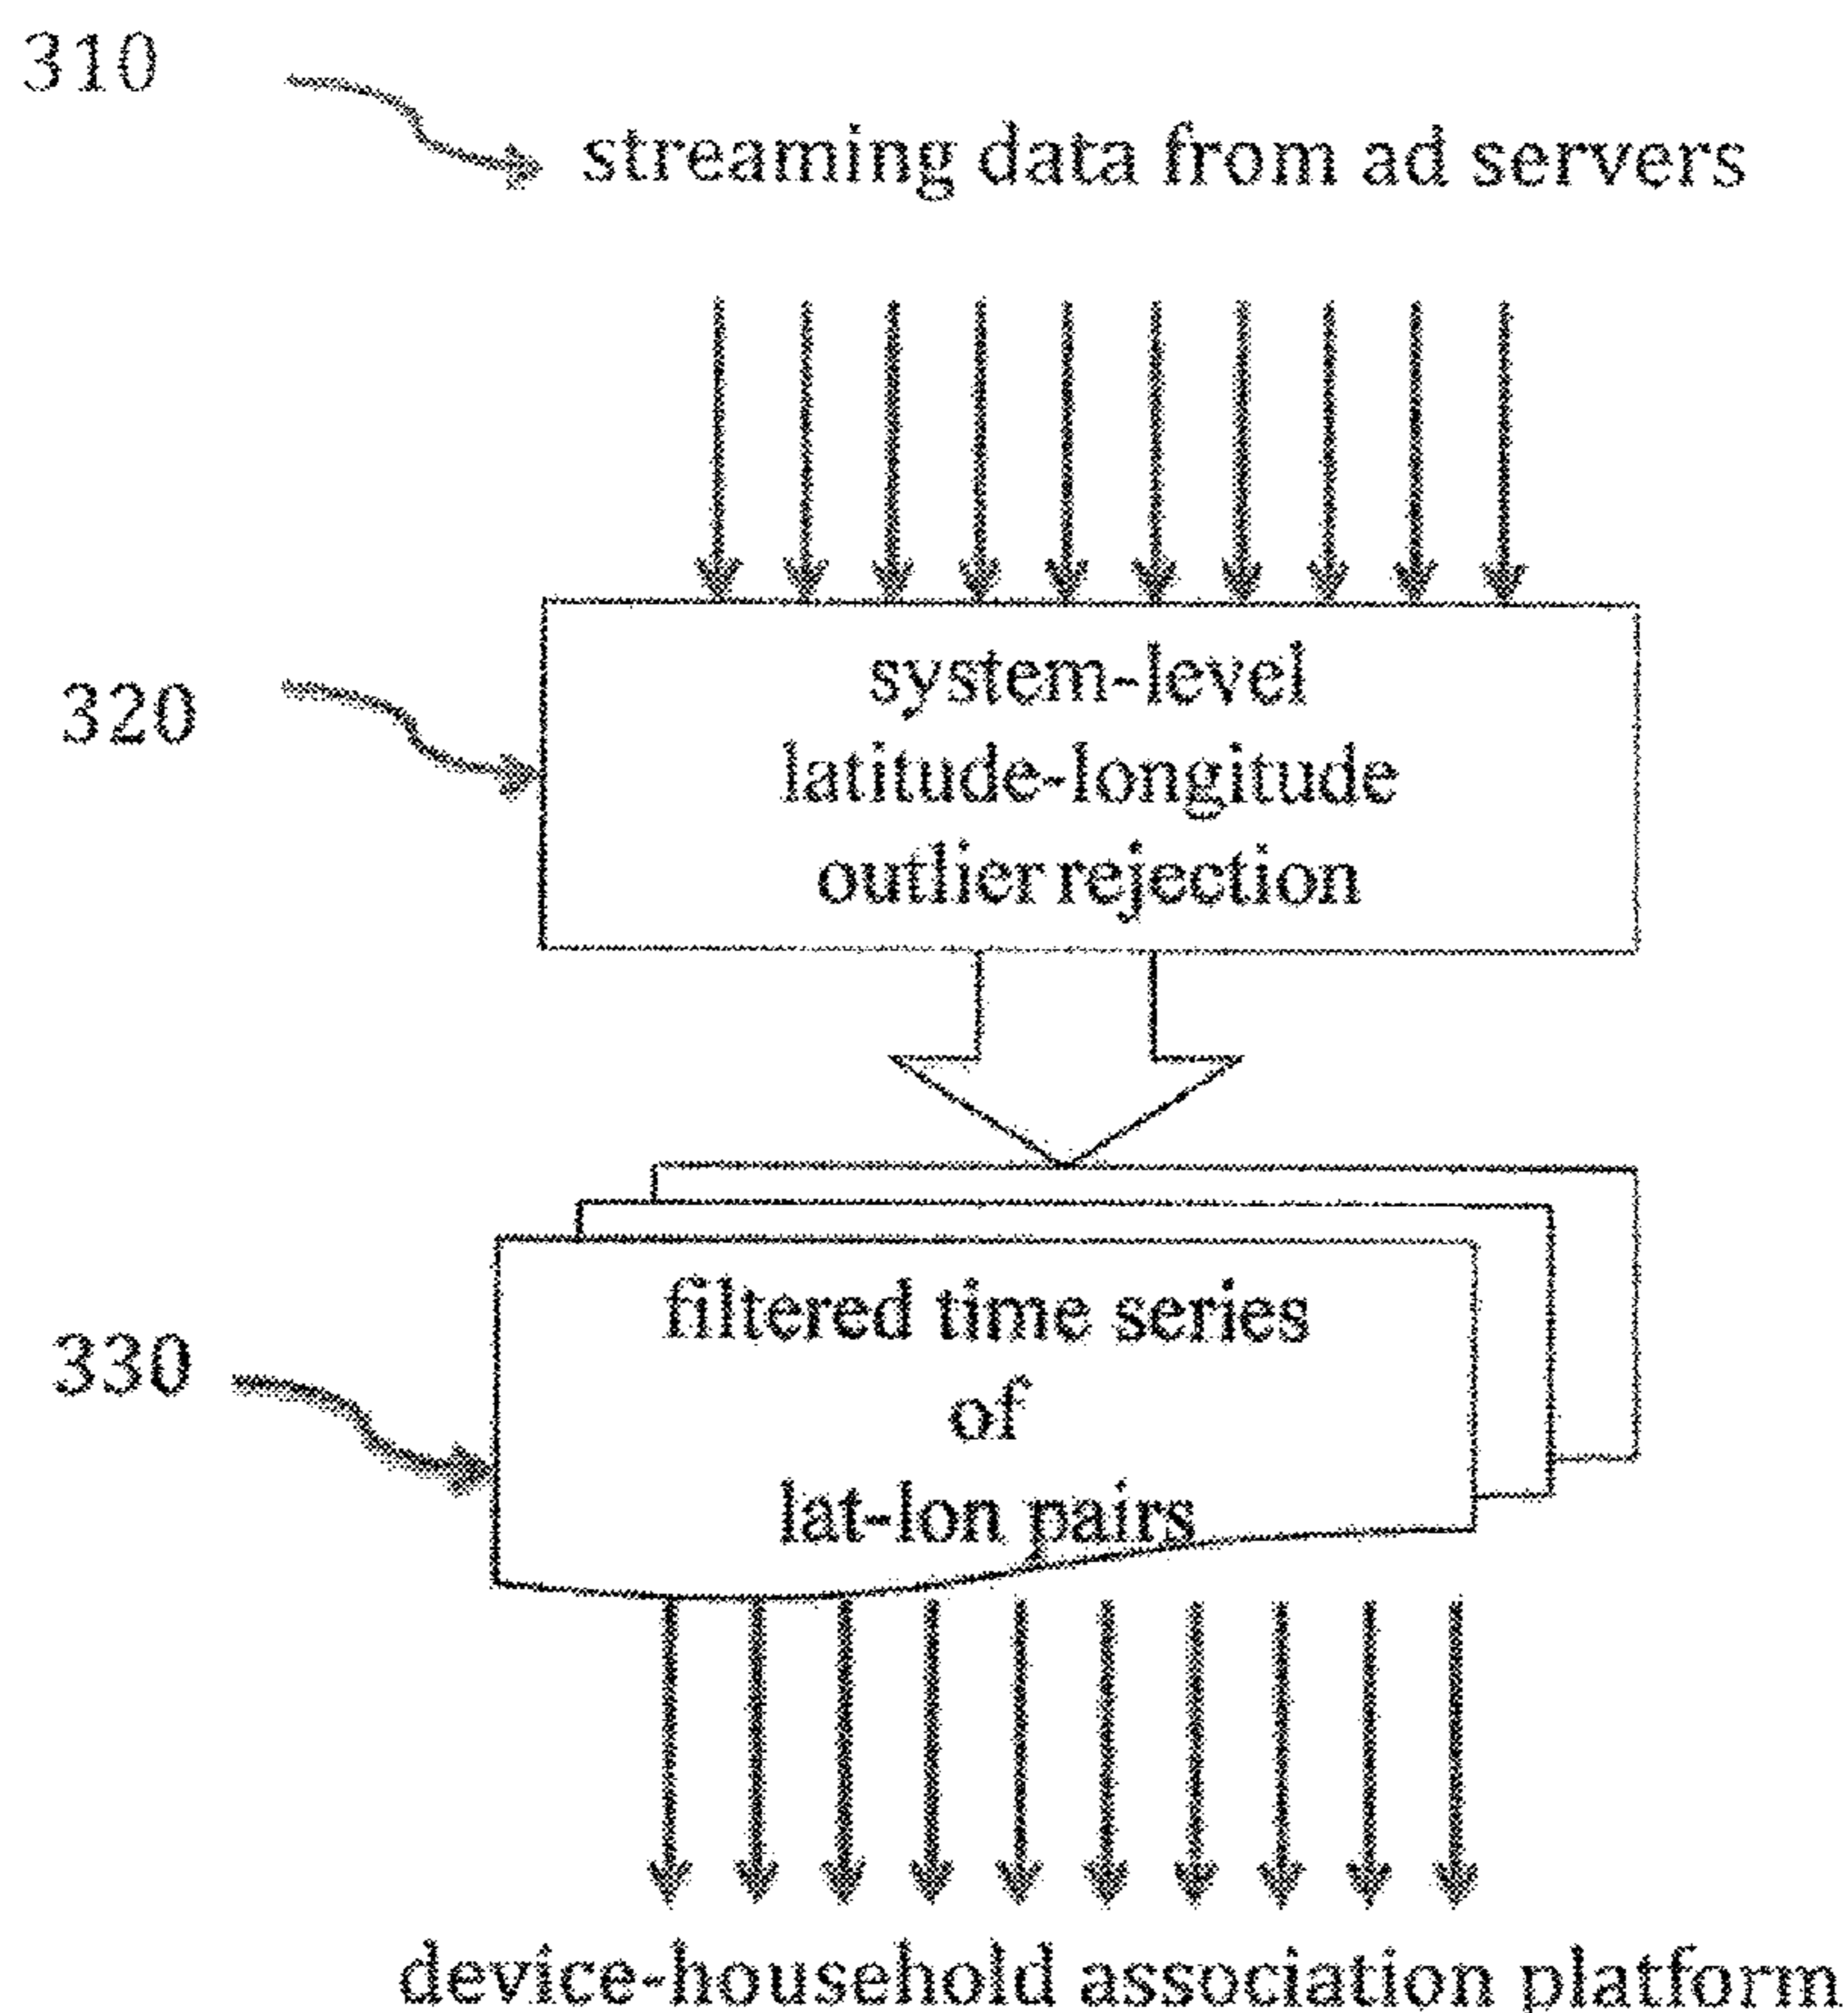 310
streaming data from ad servers
320
system-level
latitude-longitude
outlier rejection
330
filtered time series
of
lat-lon pairs
device-household association platform